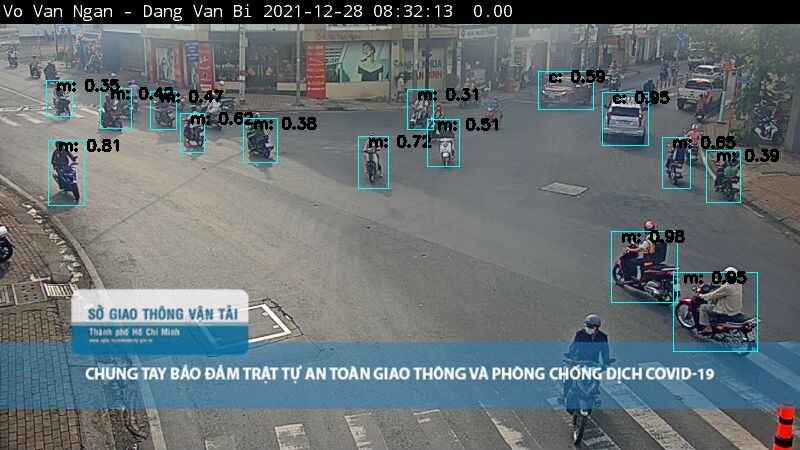 Vo Van Ngan - Dang Van Bi 2021-12-28 08:32:13 0.00
c: 0.59
m: 0.35
m: 0.42
m: 0.47
m: 0.31
c: 0.95
m: 0.62
m: 0.38
m: 0.51
m: 0.81
m: 0.72
m: 0.65
m: 0.39
NHA KHOA
m: 0.98
m: 0.85
SỞ GIAO THÔNG VẬN TẢI
Thành phố Hồ Chí Minh
CHUNG TAY BẢO ĐẢM TRẬT TỰ AN TOÀN GIAO THÔNG VÀ PHÒNG CHỐNG DỊCH COVID-19